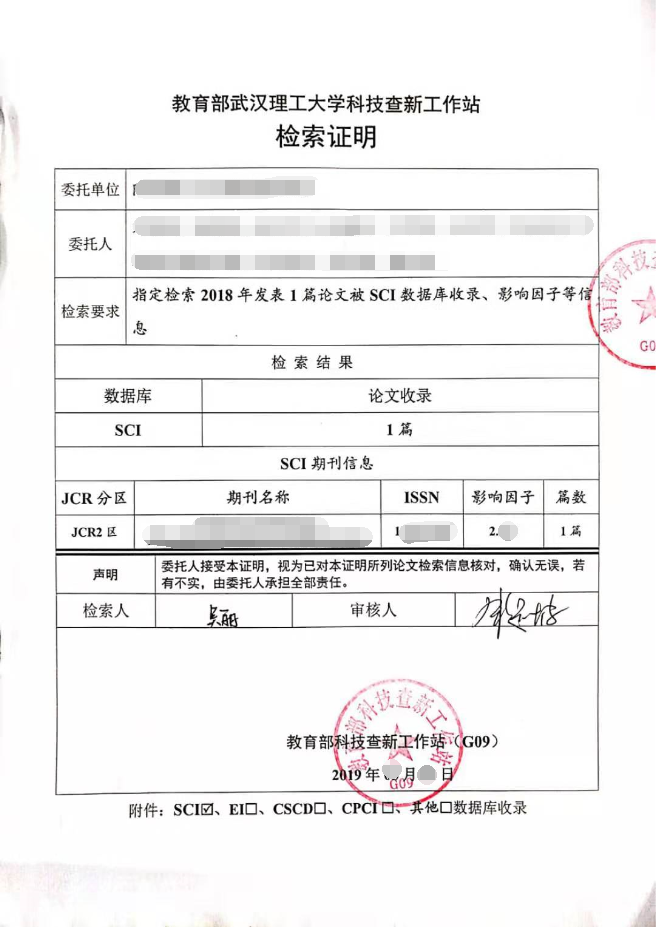 教育部武汉理工大学科技查新工作站
检索证明
委托单位
委托人
检索要求 指定检索 2018 年发表 1 篇论文被 SCI 数据库收录、影响因子等信
息
检 索 结 果
数据库 论文收录
SCI 1 篇
SCI 期刊信息
JCR 分区 期刊名称 ISSN 影响因子 篇数
JCR2 区 1 2. 1 篇
声明 委托人接受本证明，视为已对本证明所列论文检索信息核对，确认无误，若
有不实，由委托人承担全部责任。
检索人 吴丽 审核人
教育部科技查新工作站
G09
教育部科技查新工作站（G09）
2019 年 月 日
附件：SCI☑、EI☐、CSCD☐、CPCI☐、其他☐数据库收录
教育部科技查
G0